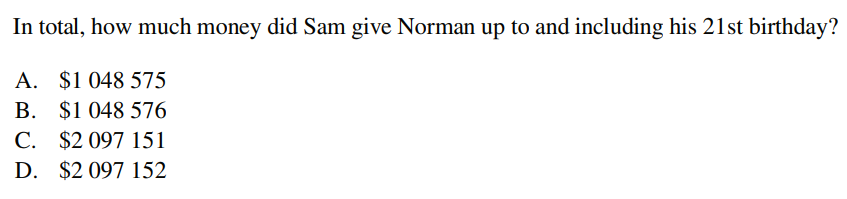 In total, how much money did Sam give Norman up to and including his 21st birthday?
A. $1 048 575
B. $1 048 576
C. $2 097 151
D. $2 097 152